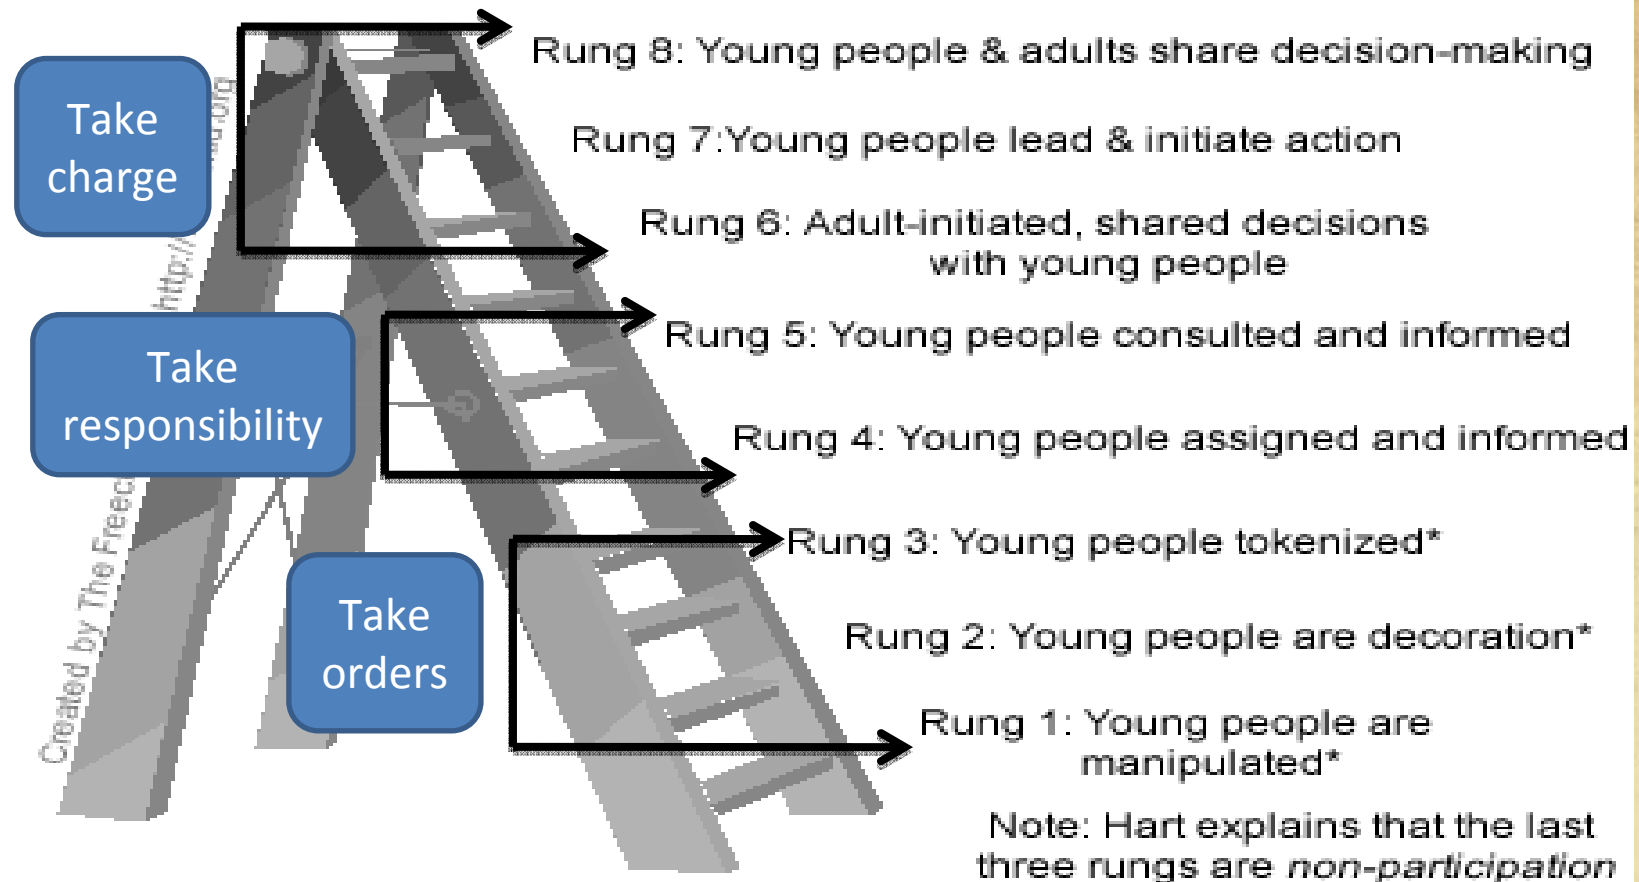 Rung 8: Young people & adults share decision-making
Take
charge
Rung 7:Young people lead & initiate action
Rung 6: Adult-initiated, shared decisions
with young people
Take
responsibility
Rung 5: Young people consulted and informed
Rung 4: Young people assigned and informed
Take
orders
Rung 3: Young people tokenized*
Rung 2: Young people are decoration*
Rung 1: Young people are
manipulated*
Note: Hart explains that the last
three rungs are non-participation
Created by The Freec
http://
.org